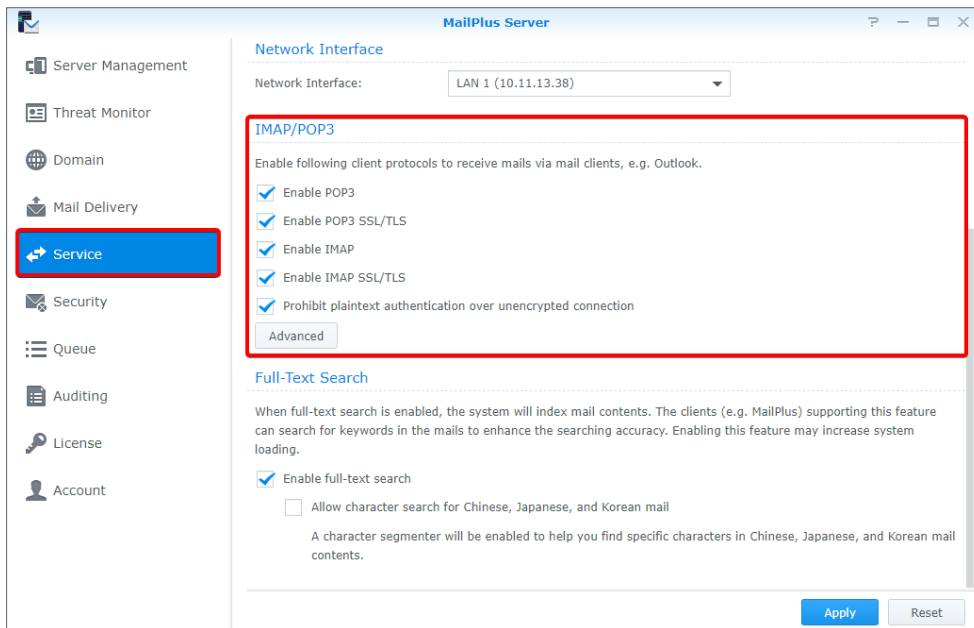 MailPlus Server
Server Management
Threat Monitor
Domain
Mail Delivery
Service
Security
Queue
Auditing
License
Account
Network Interface
Network Interface: LAN 1 (10.11.13.38)
IMAP/POP3
Enable following client protocols to receive mails via mail clients, e.g. Outlook.
Enable POP3
Enable POP3 SSL/TLS
Enable IMAP
Enable IMAP SSL/TLS
Prohibit plaintext authentication over unencrypted connection
Advanced
Full-Text Search
When full-text search is enabled, the system will index mail contents. The clients (e.g. MailPlus) supporting this feature
can search for keywords in the mails to enhance the searching accuracy. Enabling this feature may increase system
loading.
Enable full-text search
Allow character search for Chinese, Japanese, and Korean mail
A character segmenter will be enabled to help you find specific characters in Chinese, Japanese, and Korean mail
contents.
Apply Reset